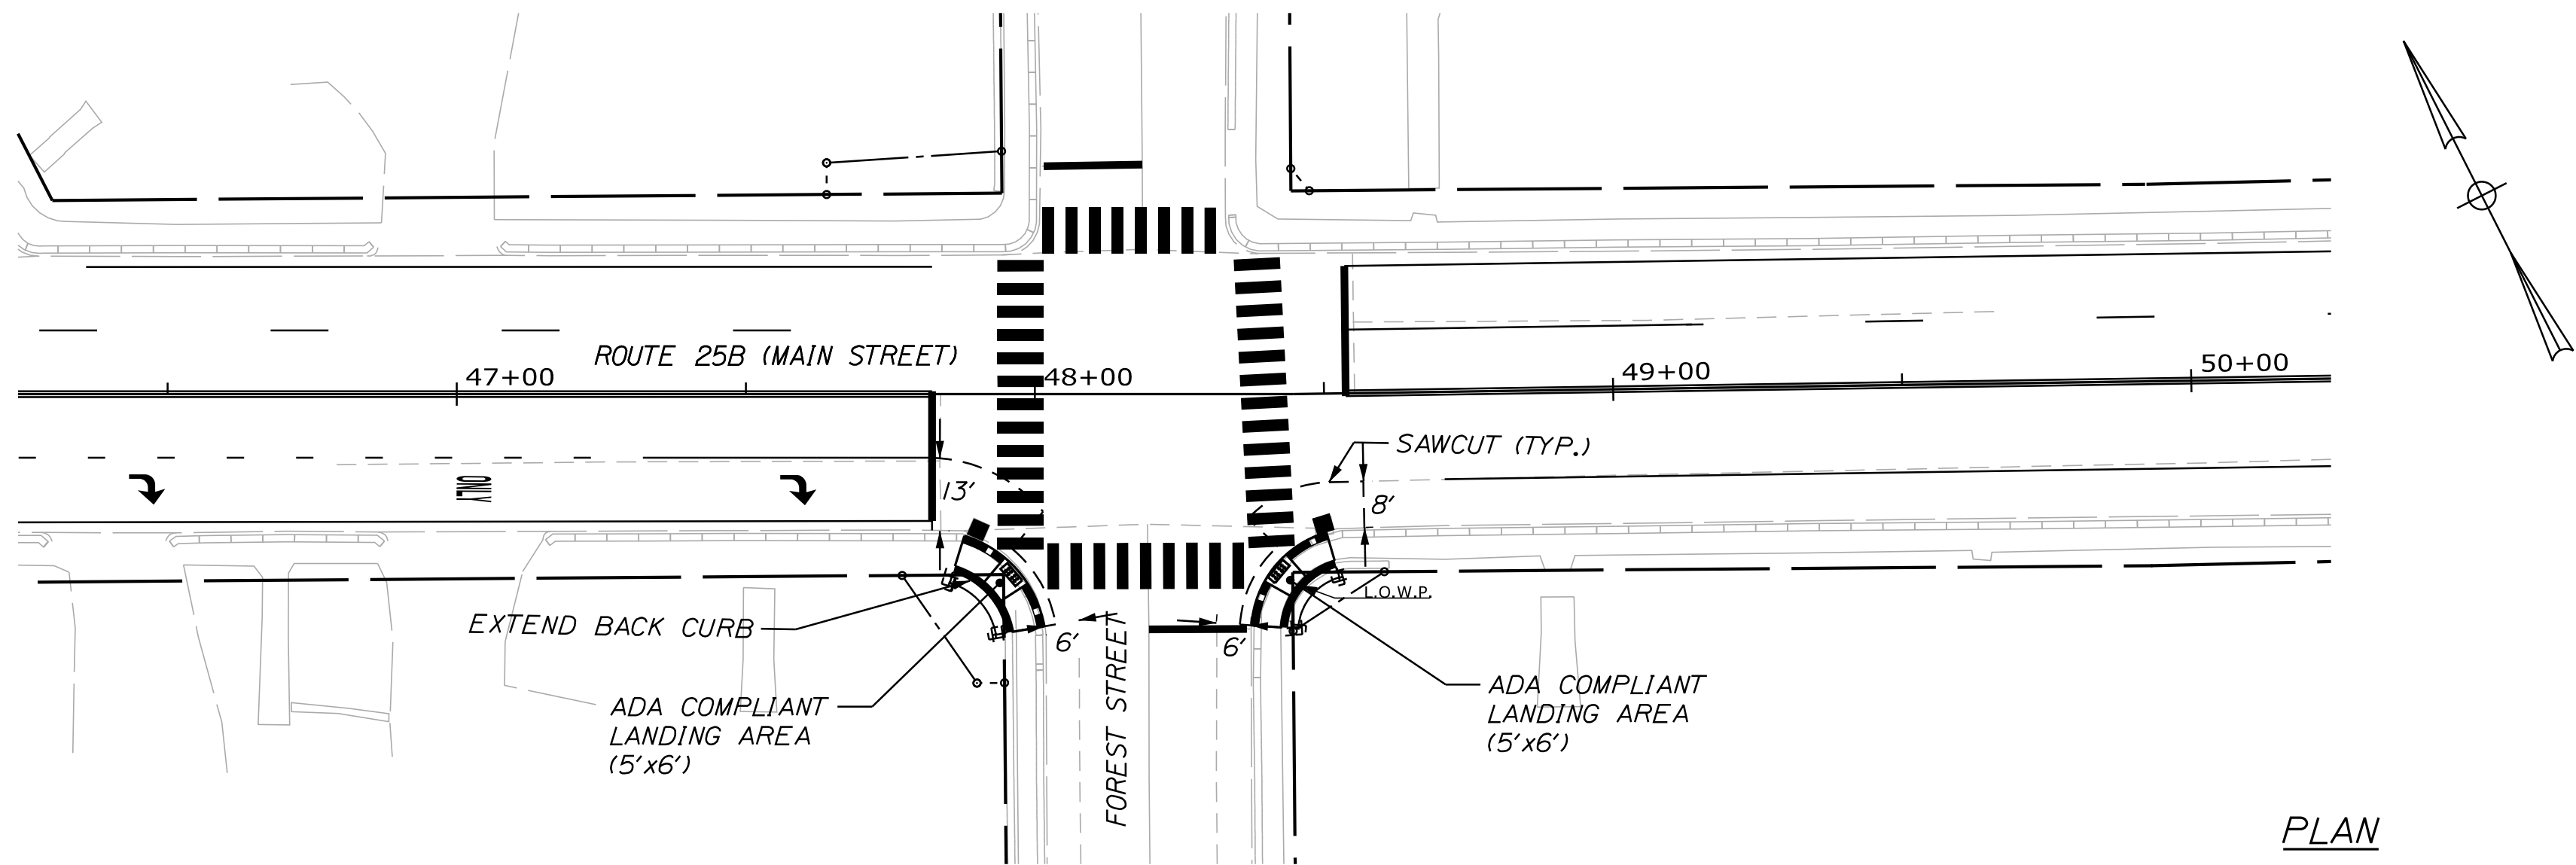 ROUTE 25B (MAIN STREET)
47+00
48+00
49+00
50+00
SAWCUT (TYP.)
13'
8'
ONLY
L.O.W.P.
EXTEND BACK CURB
6'
6'
FOREST STREET
ADA COMPLIANT
LANDING AREA
(5'x6')
ADA COMPLIANT
LANDING AREA
(5'x6')
PLAN